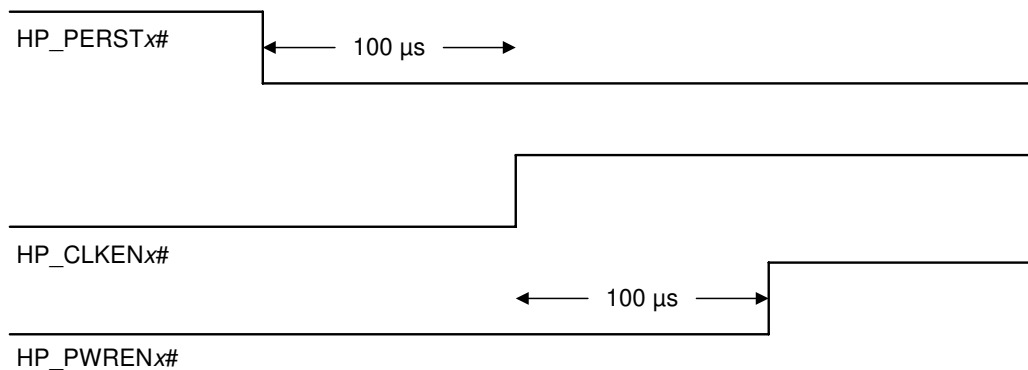 HP_PERSTx#
100 µs
HP_CLKENx#
100 µs
HP_PWRENx#